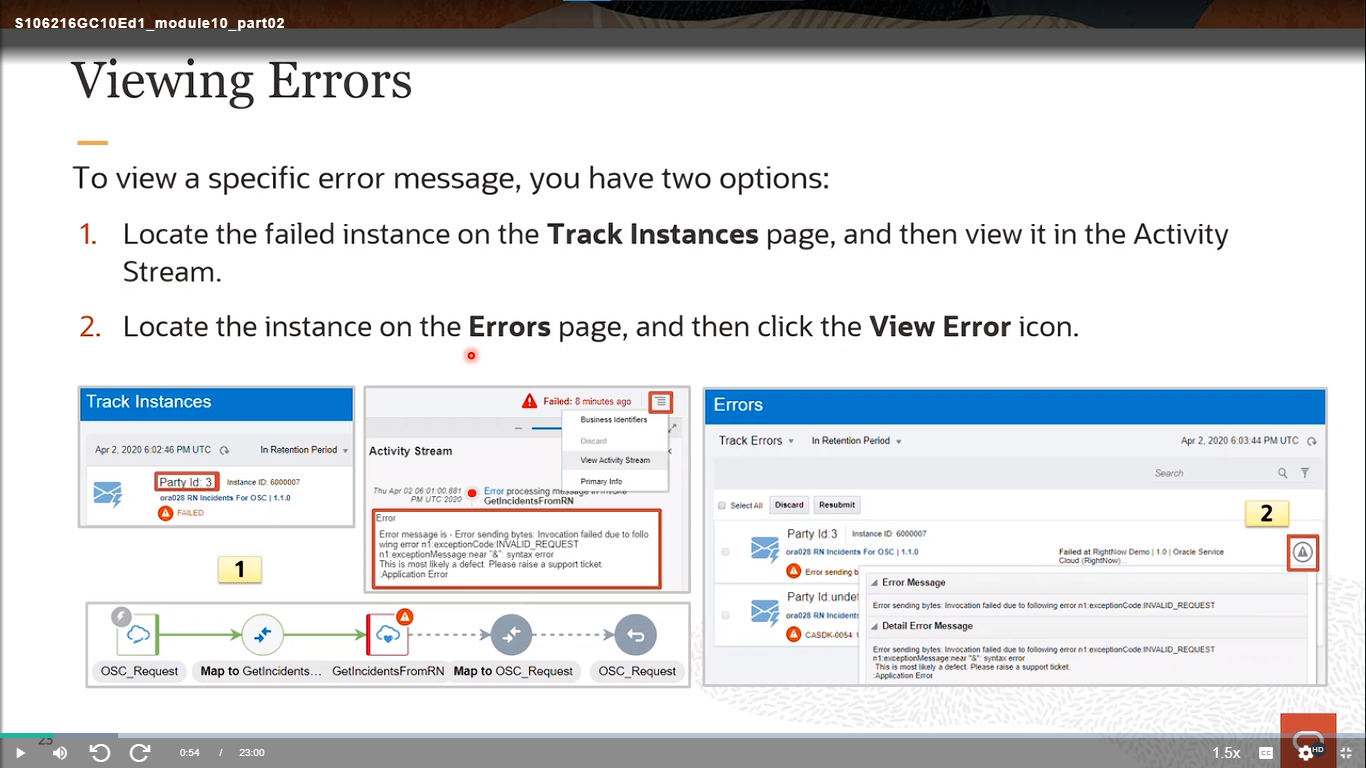 S106216GC10Ed1_module10_part02
Viewing Errors
To view a specific error message, you have two options:
1. Locate the failed instance on the Track Instances page, and then view it in the Activity
Stream.
2. Locate the instance on the Errors page, and then click the View Error icon.
Track Instances
Apr 2, 2020 6:02:46 PM UTC In Retention Period
Party Id: 3 Instance ID: 6000007
ora028 RN Incidents For OSC | 1.1.0
FAILED
1
Failed: 8 minutes ago
Business Identifiers
Discard
View Activity Stream
Primary Info
Activity Stream
Thu Apr 02 06:01:00.881
PM UTC 2020
Error processing message in invoke
GetIncidentsFromRN
Error
Error message is - Error sending bytes. Invocation failed due to follo
wing error n1:exceptionCode:INVALID_REQUEST
n1:exceptionMessage:near "&": syntax error
This is most likely a defect. Please raise a support ticket.
:Application Error
OSC_Request Map to GetIncidents... GetIncidentsFromRN Map to OSC_Request OSC_Request
Errors
Track Errors In Retention Period Apr 2, 2020 6:03:44 PM UTC
Search
Select All Discard Resubmit
2
Party Id:3 Instance ID: 6000007
ora028 RN Incidents For OSC | 1.1.0
Failed at RightNow Demo | 1.0 | Oracle Service
Cloud (RightNow)...
Error sending b
Party Id:undef
ora028 RN Incide
CASDK-0054:
Error Message
Error sending bytes: Invocation failed due to following error n1:exceptionCode:INVALID_REQUEST
Detail Error Message
Error sending bytes: Invocation failed due to following error n1:exceptionCode:INVALID_REQUEST
n1:exceptionMessage:near "&": syntax error
This is most likely a defect. Please raise a support ticket.
:Application Error
0:54 / 23:00 1.5x CC HD